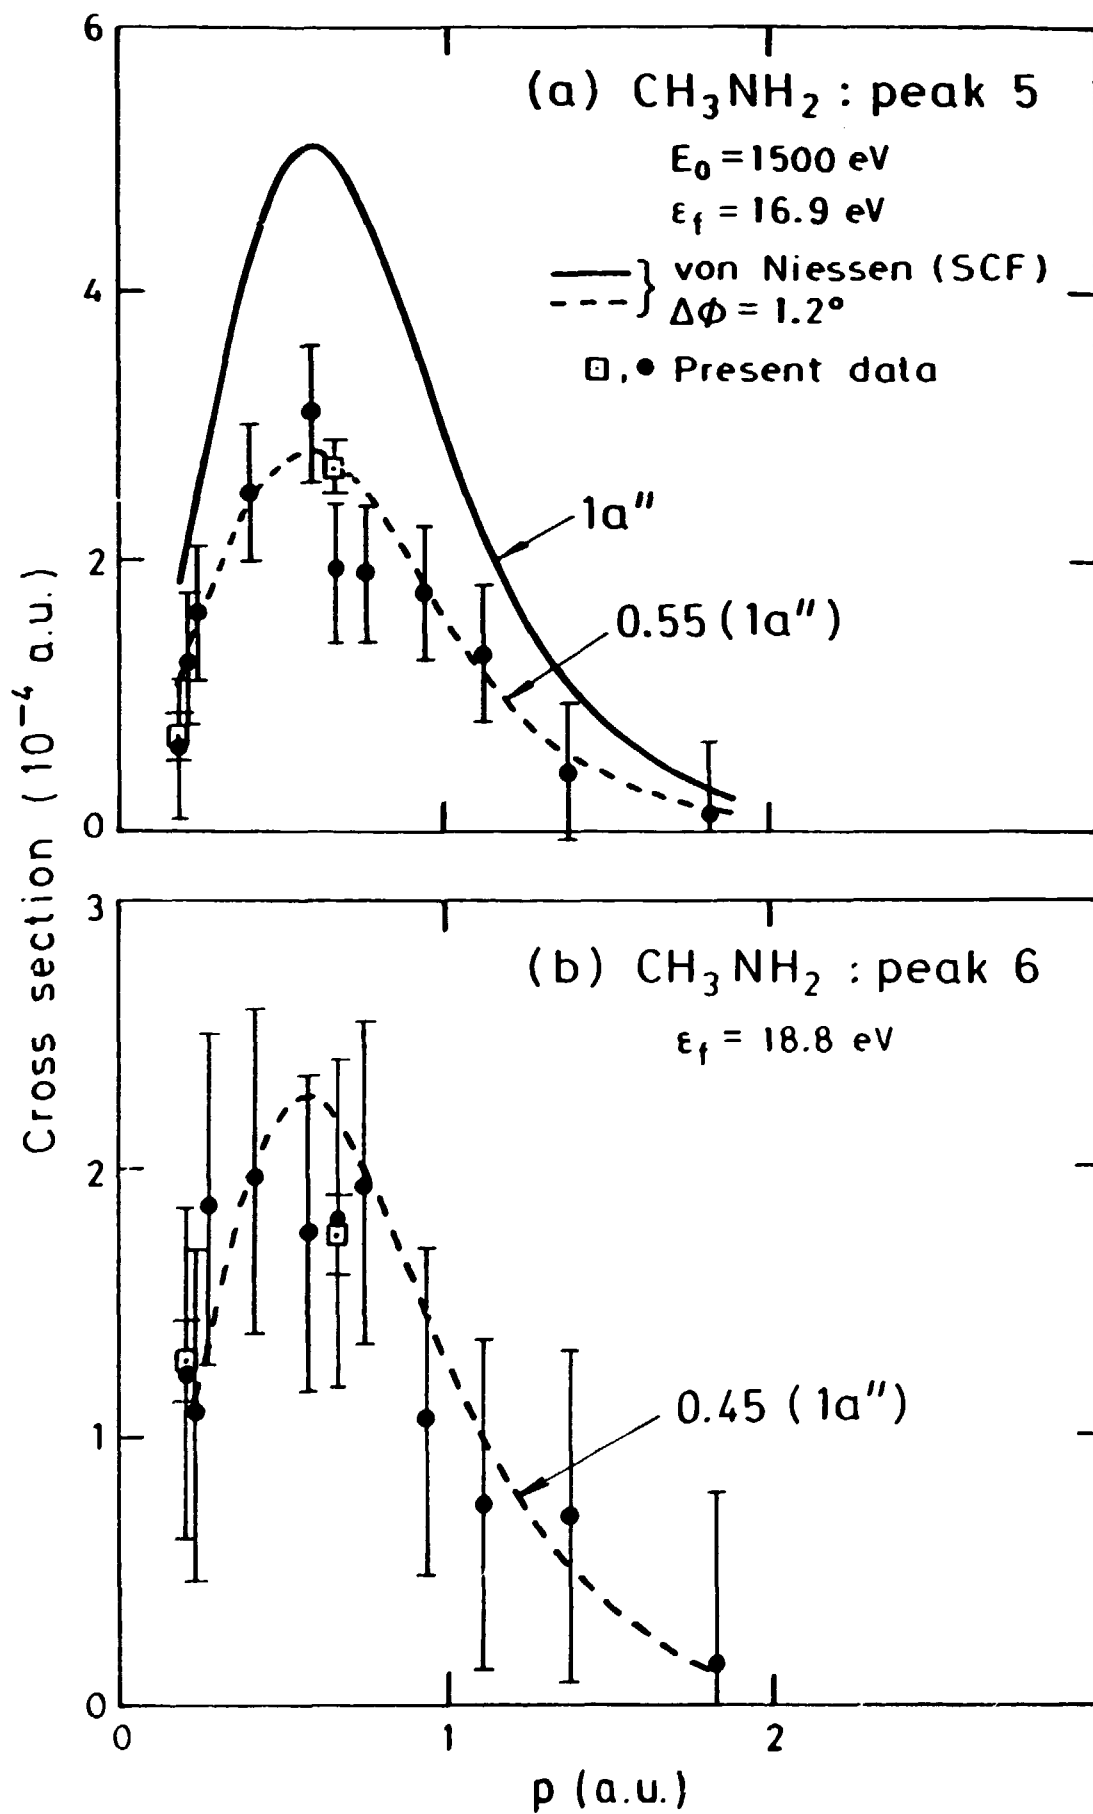 6
(a) CH₃NH₂ : peak 5
E₀ = 1500 eV
ε_f = 16.9 eV
von Niessen (SCF)
Δϕ = 1.2°
, Present data
4
1a″
2
0.55 (1a″)
0
Cross section (10⁻⁴ a.u.)
3
(b) CH₃NH₂ : peak 6
ε_f = 18.8 eV
2
0.45 (1a″)
1
0
0 1 2
p (a.u.)